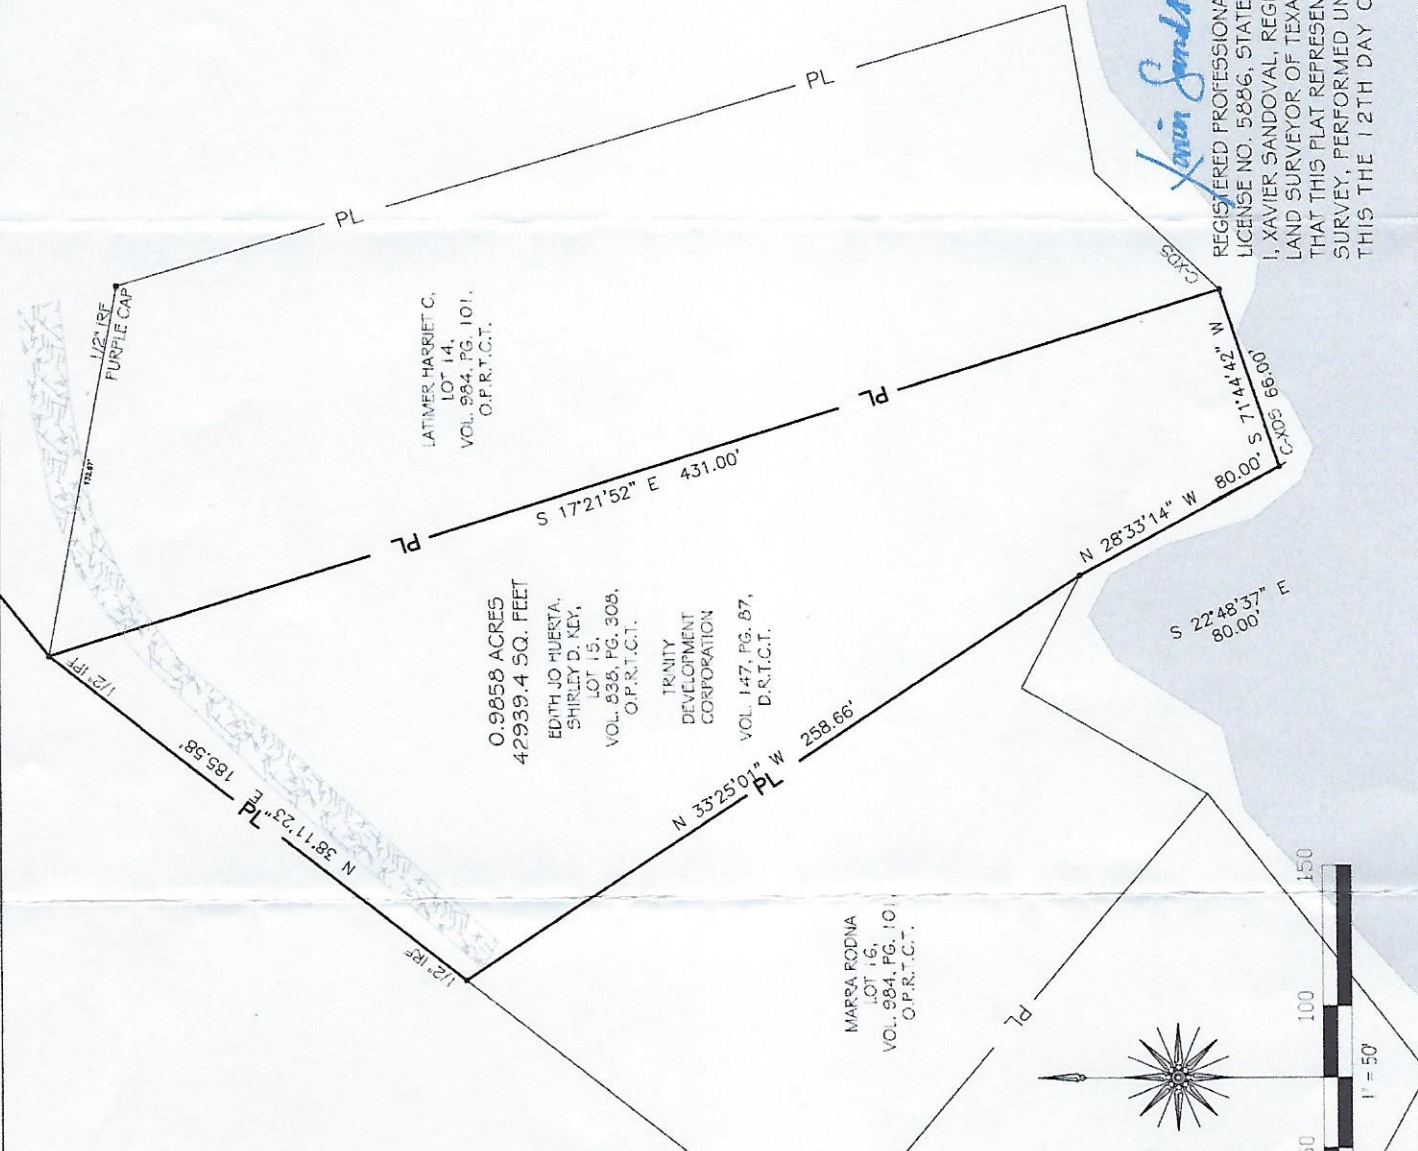 1/2" IRF
PURPLE CAP
PL
PL
LATIMER HARRIET C,
LOT 14,
VOL. 984, PG. 101,
O.P.R.T.C.T.
C-XDS
PL
S 17°21'52" E 431.00'
PL
1/2" IPF
0.9858 ACRES
42939.4 SQ. FEET
EDITH JO HUERTA,
SHIRLEY D. KEY,
LOT 15,
VOL. 838, PG. 308,
O.P.R.T.C.T.
TRINITY
DEVELOPMENT
CORPORATION
VOL. 147, PG. 87,
D.R.T.C.T.
S 71°44'42" W
C-XDS 66.00'
N 28°33'14" W 80.00'
S 22°48'37" E
80.00'
N 38°11'23" E 185.58'
PL
N 33°25'01" W 258.66'
PL
1/2" IRF
MARRA RODNA
LOT 16,
VOL. 984, PG. 101,
O.P.R.T.C.T.
PL
100
150
1" = 50'
Xavier
REGISTERED PROFESSIONA
LICENSE NO. 5886, STATE
I, XAVIER SANDOVAL, REGI
LAND SURVEYOR OF TEXA
THAT THIS PLAT REPRESEN
SURVEY, PERFORMED UN
THIS THE 12TH DAY